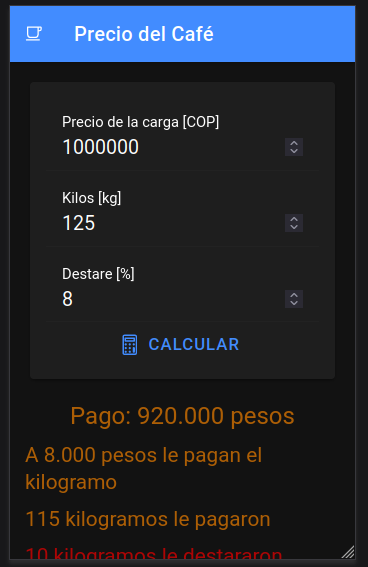 Precio del Café
Precio de la carga [COP]
1000000
Kilos [kg]
125
Destare [%]
8
CALCULAR
Pago: 920.000 pesos
A 8.000 pesos le pagan el
kilogramo
115 kilogramos le pagaron
10 kilogramos le destararon